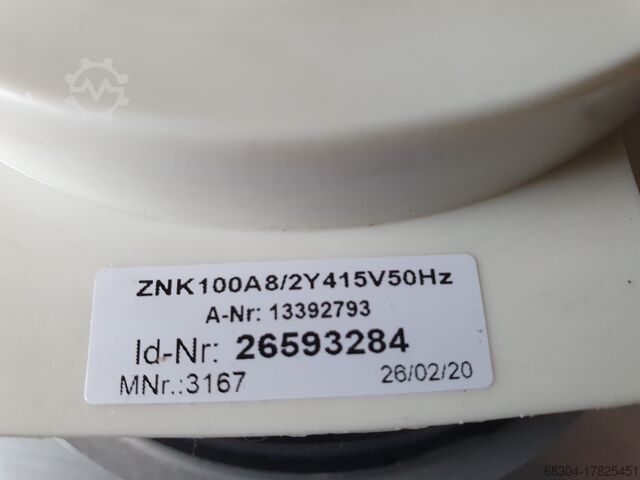 ZNK100A8/2Y415V50Hz
A-Nr: 13392793
Id-Nr: 26593284
MNr.:3167 26/02/20
68304-17825451